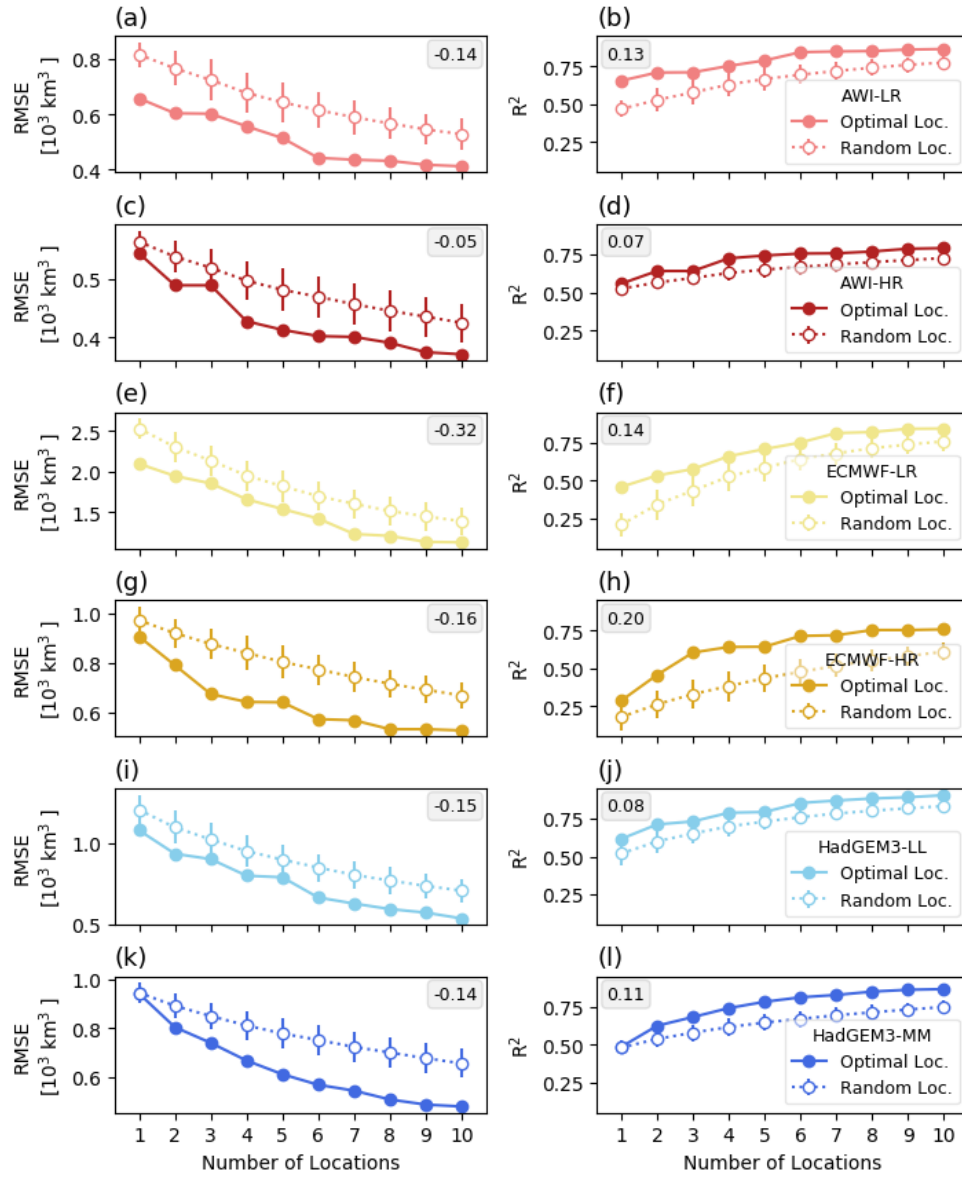 (a)
RMSE
[10³ km³ ]
0.8
0.6
0.4
-0.14
(b)
R²
0.75
0.50
0.25
0.13
AWI-LR
Optimal Loc.
Random Loc.
(c)
RMSE
[10³ km³ ]
0.5
0.4
-0.05
(d)
R²
0.75
0.50
0.25
0.07
AWI-HR
Optimal Loc.
Random Loc.
(e)
RMSE
[10³ km³ ]
2.5
2.0
1.5
-0.32
(f)
R²
0.75
0.50
0.25
0.14
ECMWF-LR
Optimal Loc.
Random Loc.
(g)
RMSE
[10³ km³ ]
1.0
0.8
0.6
-0.16
(h)
R²
0.75
0.50
0.25
0.20
ECMWF-HR
Optimal Loc.
Random Loc.
(i)
RMSE
[10³ km³ ]
1.0
0.5
-0.15
(j)
R²
0.75
0.50
0.25
0.08
HadGEM3-LL
Optimal Loc.
Random Loc.
(k)
RMSE
[10³ km³ ]
1.0
0.8
0.6
-0.14
1 2 3 4 5 6 7 8 9 10
Number of Locations
(l)
R²
0.75
0.50
0.25
0.11
HadGEM3-MM
Optimal Loc.
Random Loc.
1 2 3 4 5 6 7 8 9 10
Number of Locations